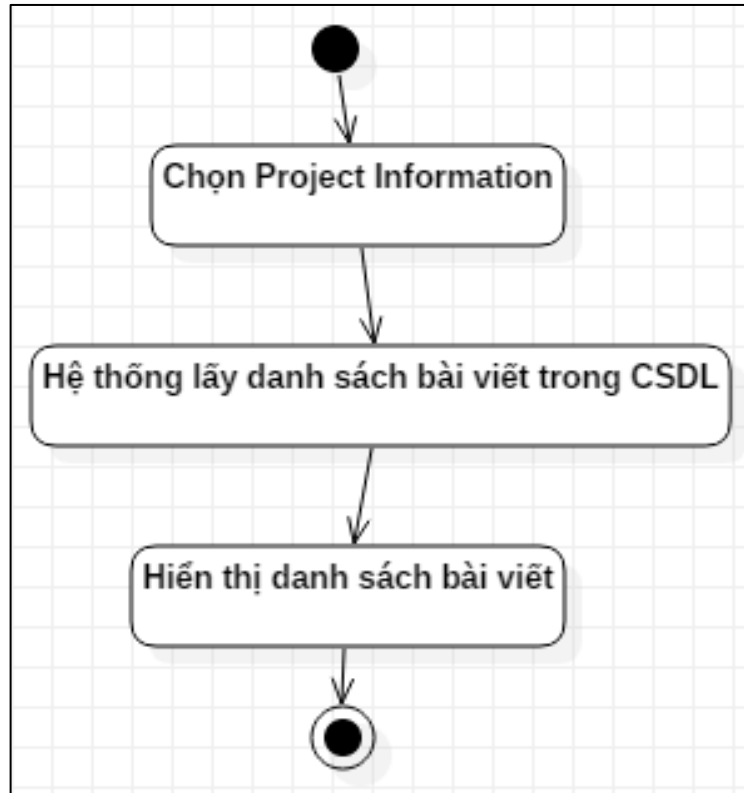 Chọn Project Information
Hệ thống lấy danh sách bài viết trong CSDL
Hiển thị danh sách bài viết